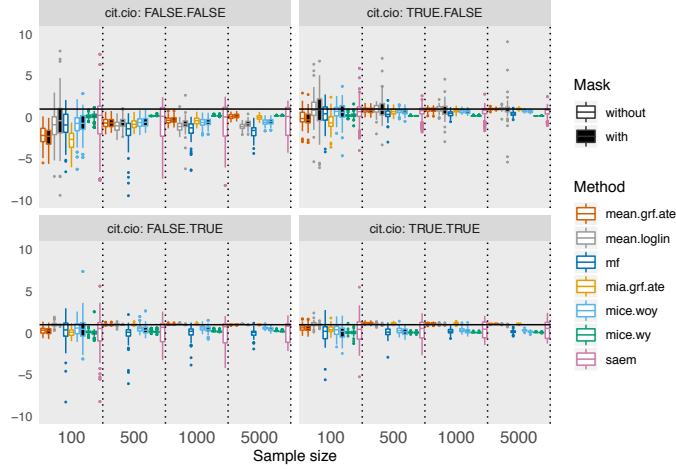 cit.cio: FALSE.FALSE
cit.cio: TRUE.FALSE
10
5
0
−5
−10
cit.cio: FALSE.TRUE
cit.cio: TRUE.TRUE
10
5
0
−5
−10
100
500
1000
5000
100
500
1000
5000
Sample size
Mask
without
with
Method
mean.grf.ate
mean.loglin
mf
mia.grf.ate
mice.woy
mice.wy
saem